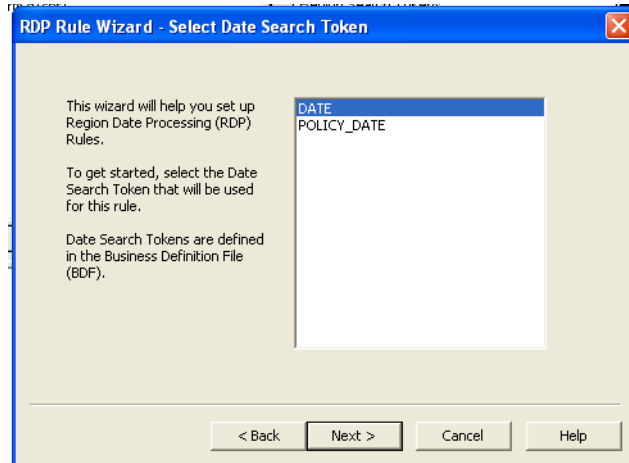 RDP Rule Wizard - Select Date Search Token
This wizard will help you set up
Region Date Processing (RDP)
Rules.
To get started, select the Date
Search Token that will be used
for this rule.
Date Search Tokens are defined
in the Business Definition File
(BDF).
DATE
POLICY_DATE
< Back
Next >
Cancel
Help